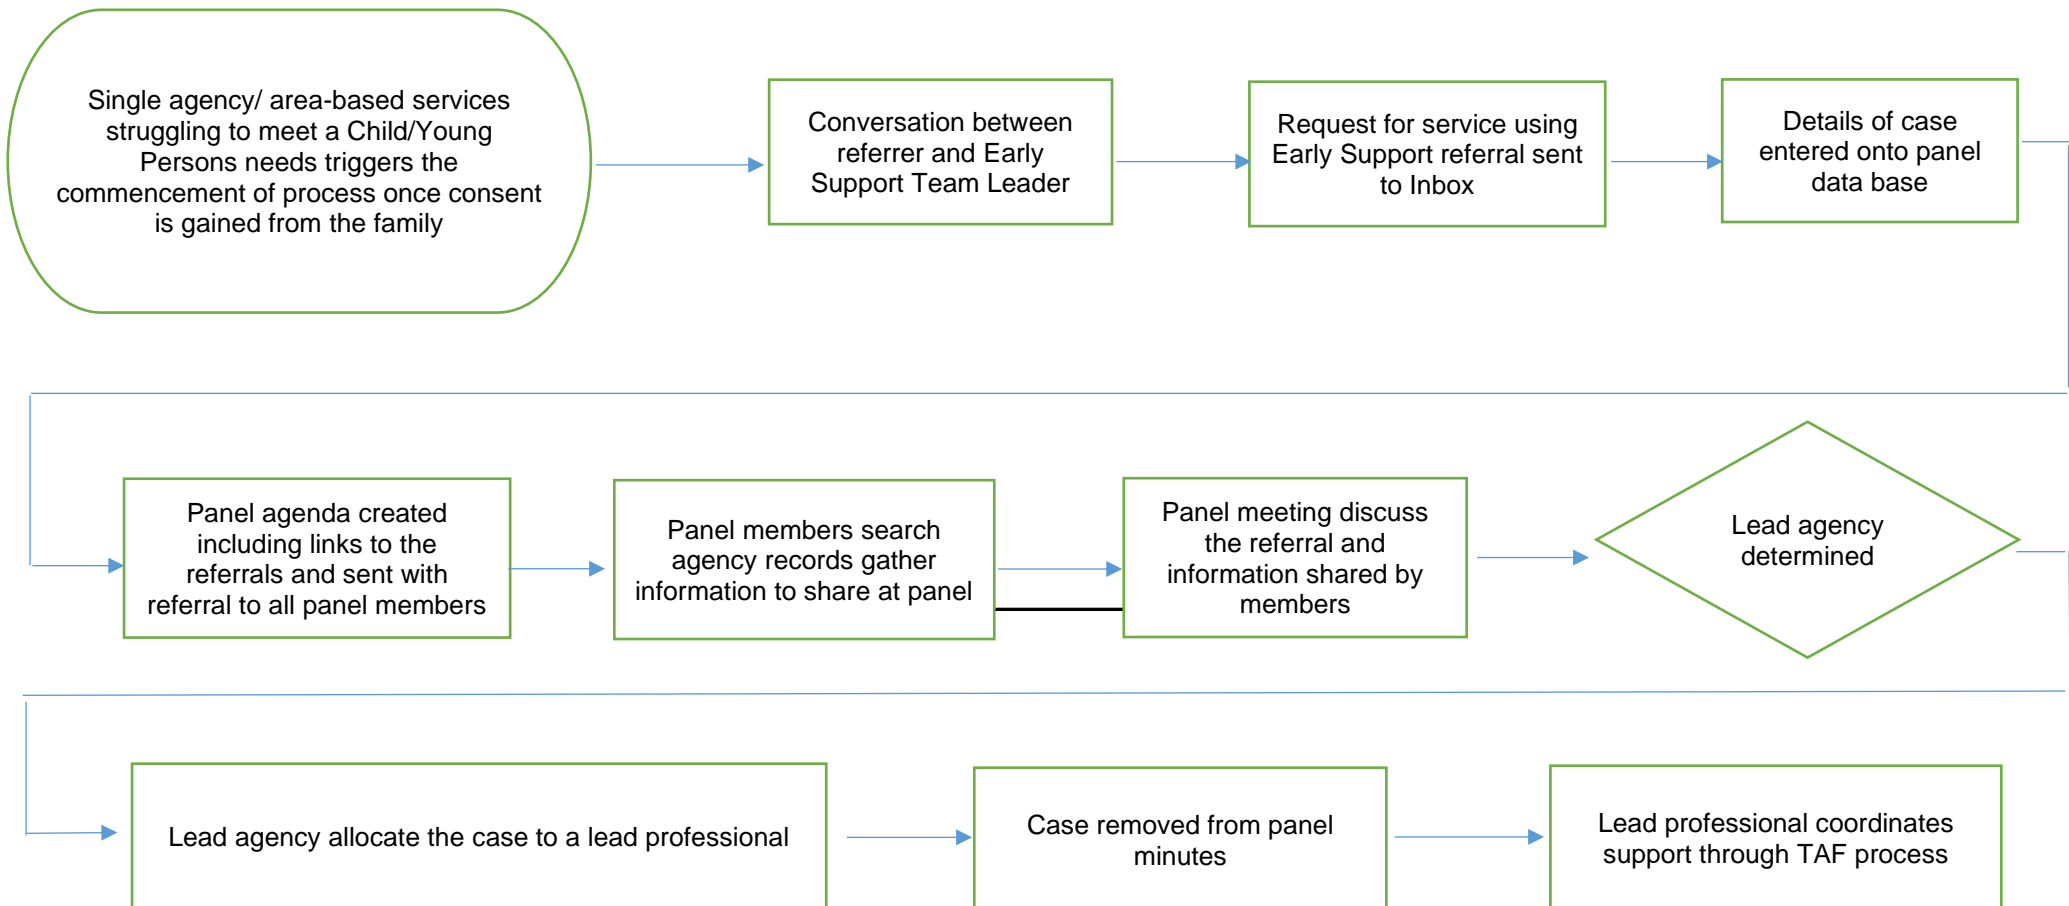 Single agency/ area-based services
struggling to meet a Child/Young
Persons needs triggers the
commencement of process once consent
is gained from the family
Conversation between
referrer and Early
Support Team Leader
Request for service using
Early Support referral sent
to Inbox
Details of case
entered onto panel
data base
Panel agenda created
including links to the
referrals and sent with
referral to all panel members
Panel members search
agency records gather
information to share at panel
Panel meeting discuss
the referral and
information shared by
members
Lead agency
determined
Lead agency allocate the case to a lead professional
Case removed from panel
minutes
Lead professional coordinates
support through TAF process